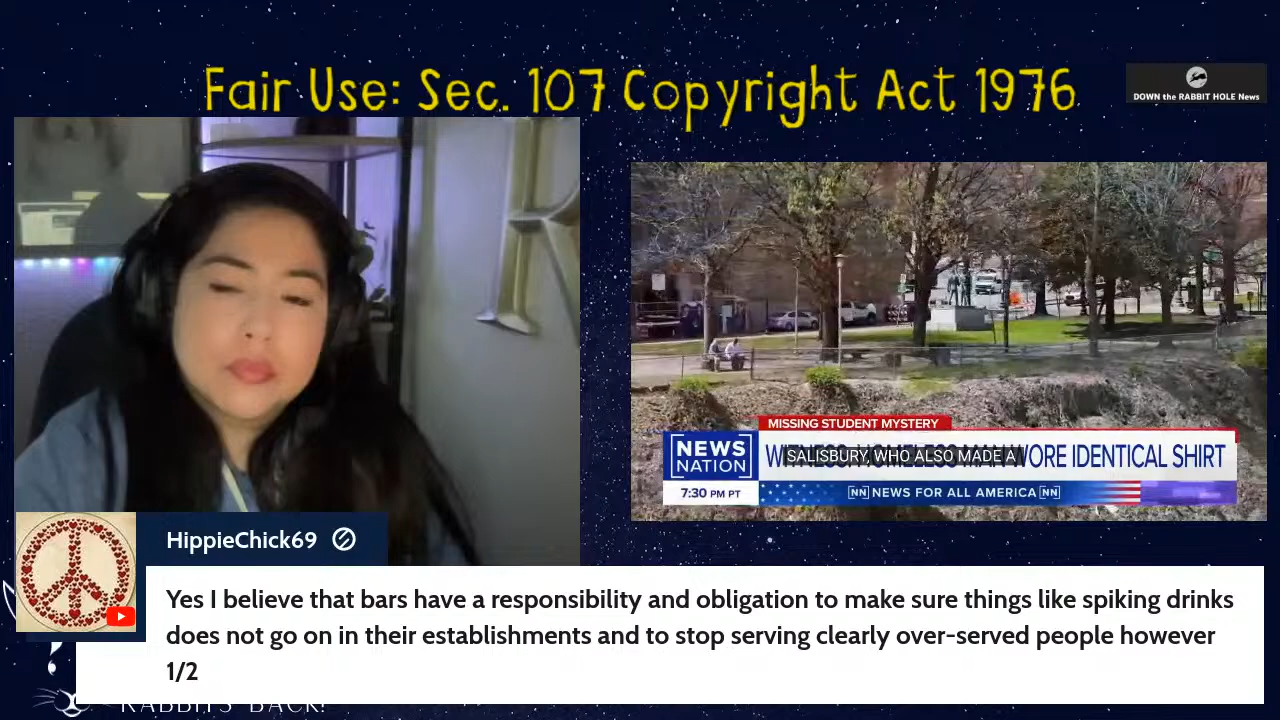 Fair Use: Sec. 107 Copyright Act 1976
DOWN the RABBIT HOLE News
MISSING STUDENT MYSTERY
NEWS
NATION
WITNESS: HOMELESS MAN WORE IDENTICAL SHIRT
SALISBURY, WHO ALSO MADE A
7:30 PM PT
NN NEWS FOR ALL AMERICA NN
HippieChick69
Yes I believe that bars have a responsibility and obligation to make sure things like spiking drinks
does not go on in their establishments and to stop serving clearly over-served people however
1/2
RABBITS BACK!